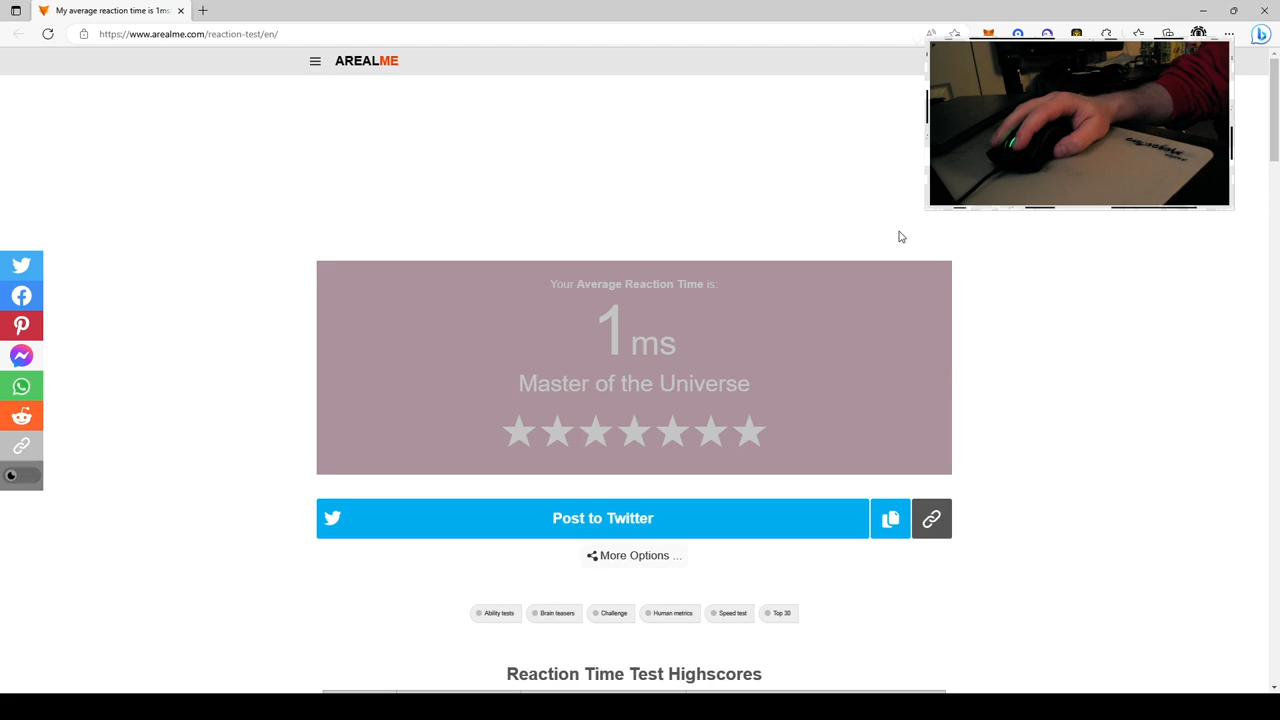 My average reaction time is 1ms
https://www.arealme.com/reaction-test/en/
AREALME
Your Average Reaction Time is:
1ms
Master of the Universe
Post to Twitter
More Options ...
Ability tests
Brain teasers
Challenge
Human metrics
Speed test
Top 30
Reaction Time Test Highscores